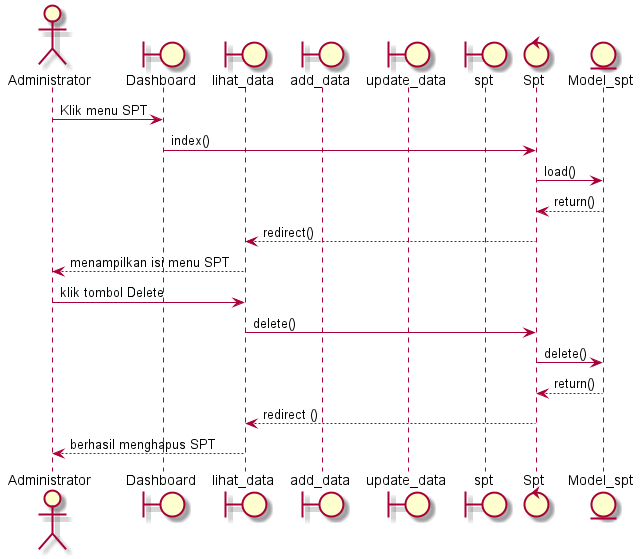 Administrator Dashboard lihat_data add_data update_data spt Spt Model_spt
Klik menu SPT
index()
load()
return()
redirect()
menampilkan isi menu SPT
klik tombol Delete
delete()
delete()
return()
redirect ()
berhasil menghapus SPT
Administrator Dashboard lihat_data add_data update_data spt Spt Model_spt